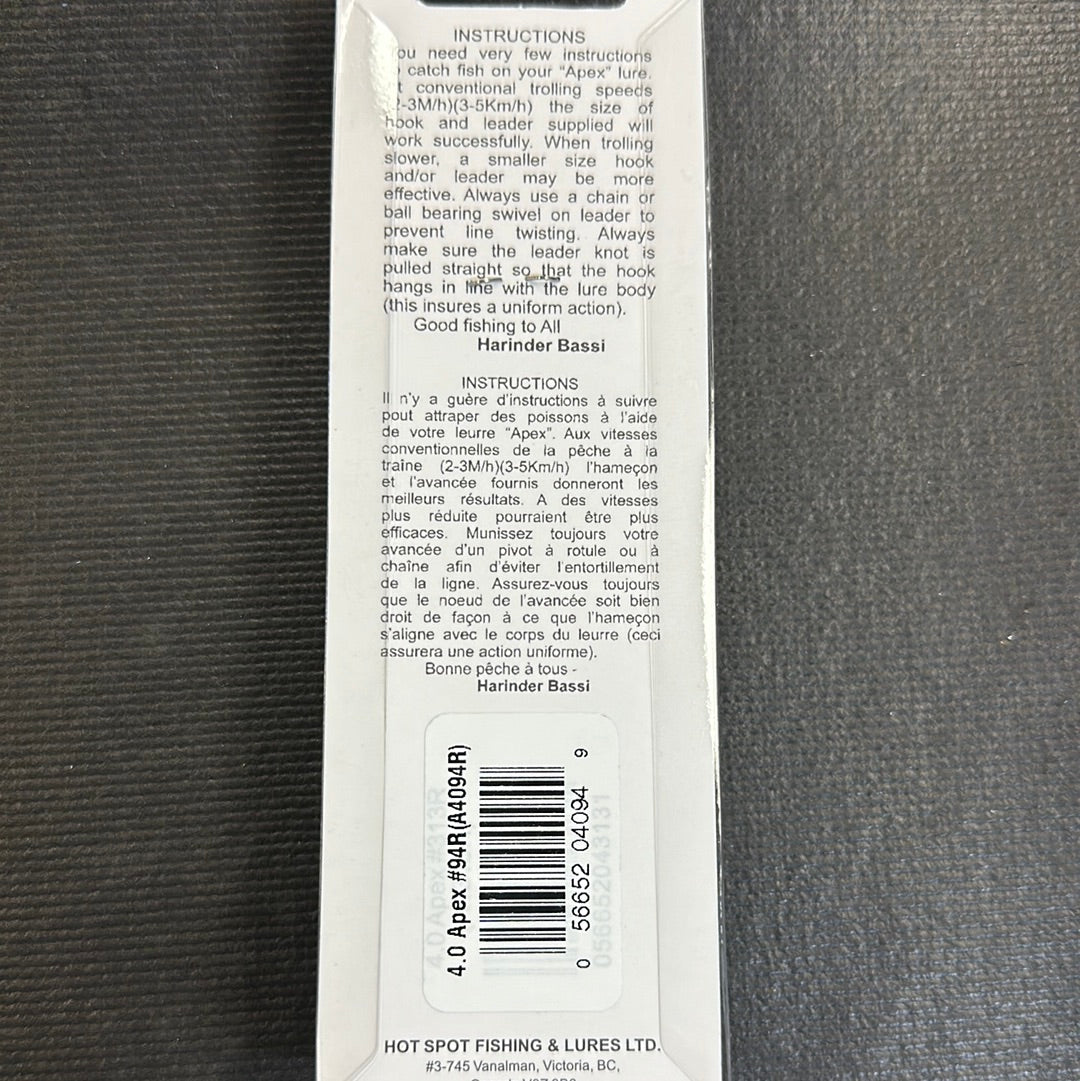 INSTRUCTIONS
ou need very few instructions
catch fish on your "Apex" lure.
t conventional trolling speeds
2-3M/h)(3-5Km/h) the size of
hook and leader supplied will
work successfully. When trolling
slower, a smaller size hook
and/or leader may be more
effective. Always use a chain or
ball bearing swivel on leader to
prevent line twisting. Always
make sure the leader knot is
pulled straight so that the hook
hangs in line with the lure body
(this insures a uniform action).
Good fishing to All
Harinder Bassi
INSTRUCTIONS
Il n'y a guère d'instructions à suivre
pout attraper des poissons à l'aide
de votre leurre "Apex". Aux vitesses
conventionnelles de la pêche à la
traîne (2-3M/h)(3-5Km/h) l'hameçon
et l'avancée fournis donneront les
meilleurs résultats. A des vitesses
plus réduite pourraient être plus
efficaces. Munissez toujours votre
avancée d'un pivot à rotule ou à
chaîne afin d'éviter l'entortillement
de la ligne. Assurez-vous toujours
que le noeud de l'avancée soit bien
droit de façon à ce que l'hameçon
s'aligne avec le corps du leurre (ceci
assurera une action uniforme).
Bonne pêche à tous -
Harinder Bassi
4.0 Apex #94R(A4094R)
0 56652 04094 9
4.0 Apex #313R
056652043131
HOT SPOT FISHING & LURES LTD.
#3-745 Vanalman, Victoria, BC,